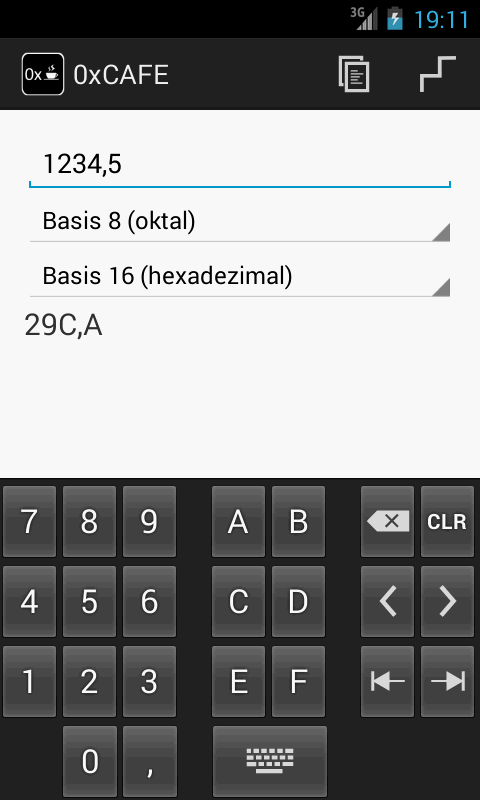 3G 19:11
0x 0xCAFE
1234,5
Basis 8 (oktal)
Basis 16 (hexadezimal)
29C,A
7 8 9 A B CLR
4 5 6 C D
1 2 3 E F
0 ,